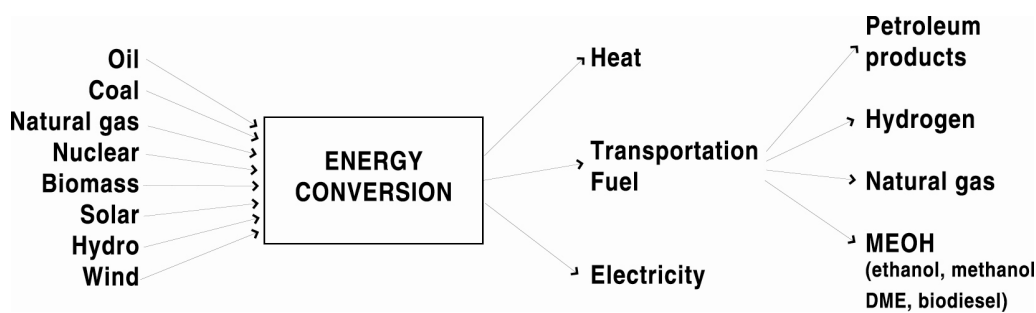 Oil
Coal
Natural gas
Nuclear
Biomass
Solar
Hydro
Wind
ENERGY
CONVERSION
Heat
Transportation
Fuel
Electricity
Petroleum
products
Hydrogen
Natural gas
MEOH
(ethanol, methanol
DME, biodiesel)